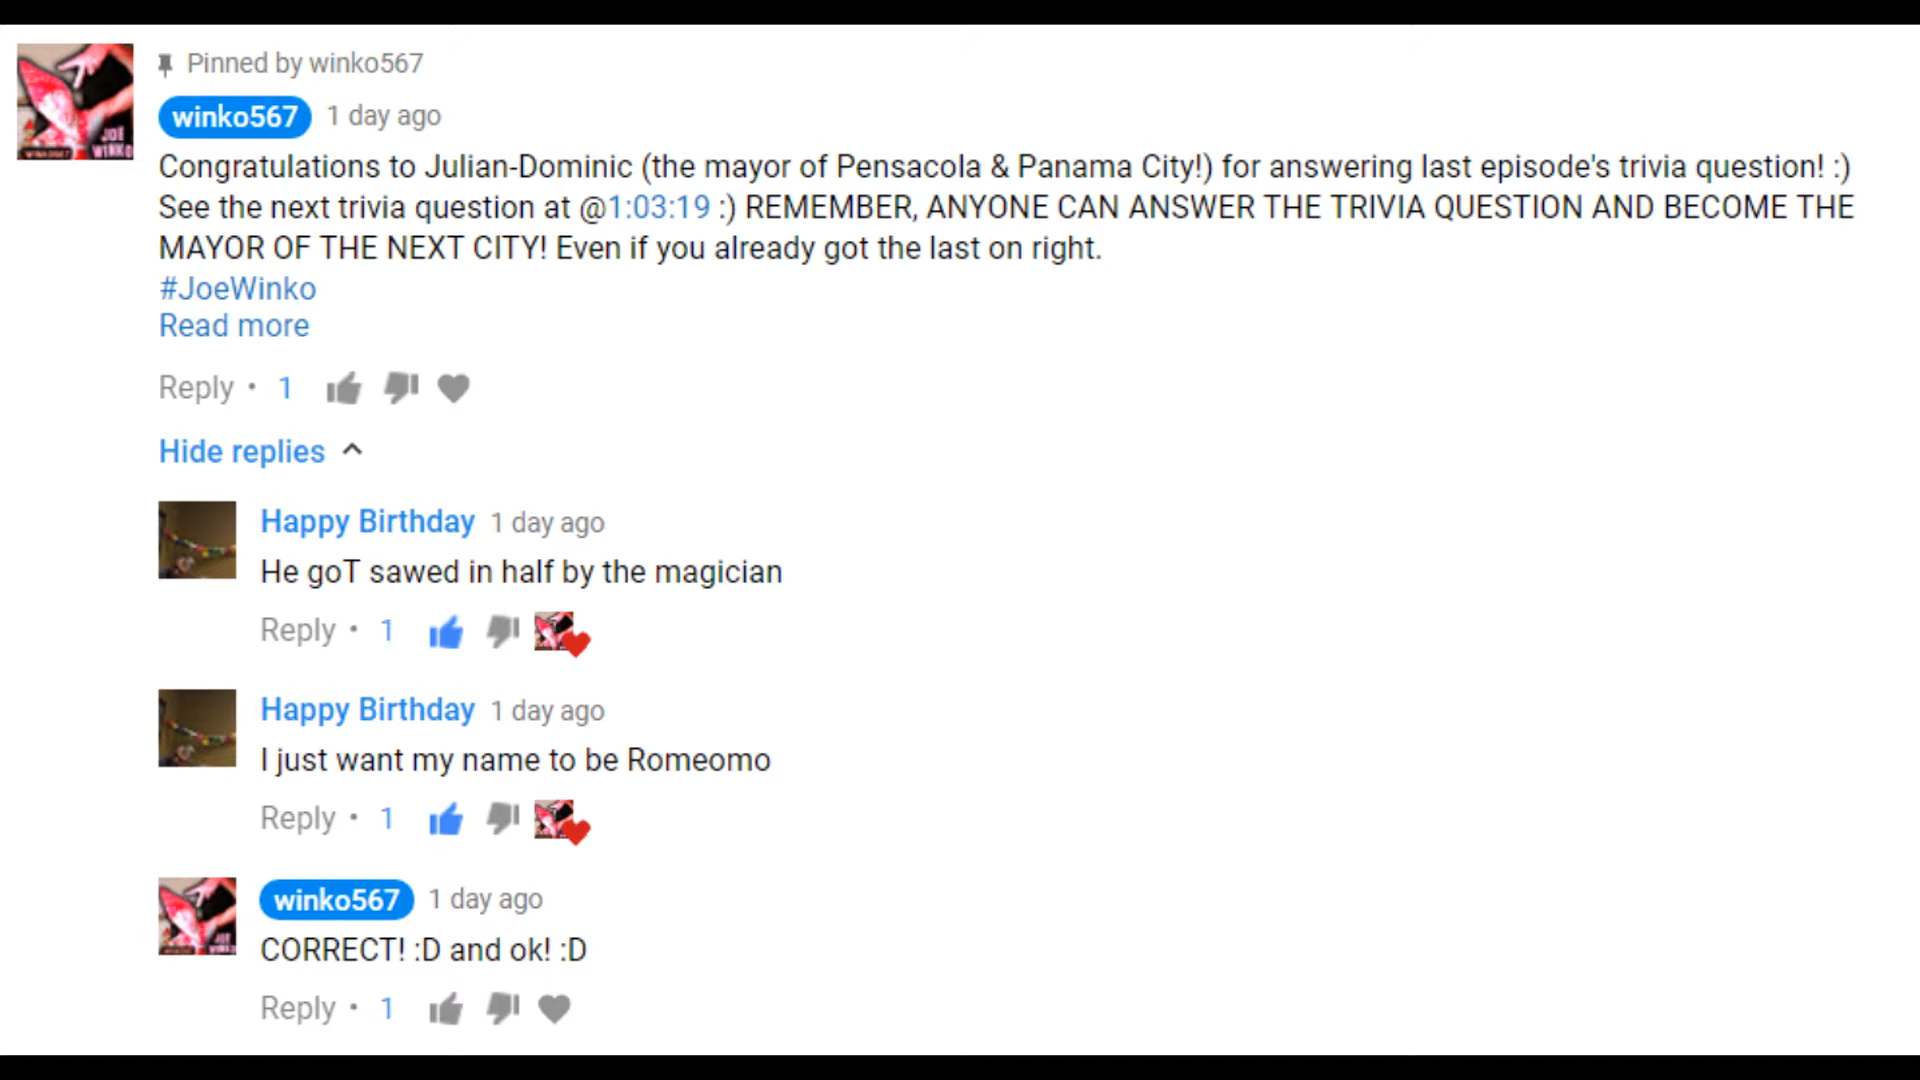 Pinned by winko567
winko567 1 day ago
Congratulations to Julian-Dominic (the mayor of Pensacola & Panama City!) for answering last episode's trivia question! :)
See the next trivia question at @1:03:19 :) REMEMBER, ANYONE CAN ANSWER THE TRIVIA QUESTION AND BECOME THE
MAYOR OF THE NEXT CITY! Even if you already got the last on right.
#JoeWinko
Read more
Reply • 1
Hide replies
Happy Birthday 1 day ago
He goT sawed in half by the magician
Reply • 1
Happy Birthday 1 day ago
I just want my name to be Romeomo
Reply • 1
winko567 1 day ago
CORRECT! :D and ok! :D
Reply • 1
JOE
WINKO